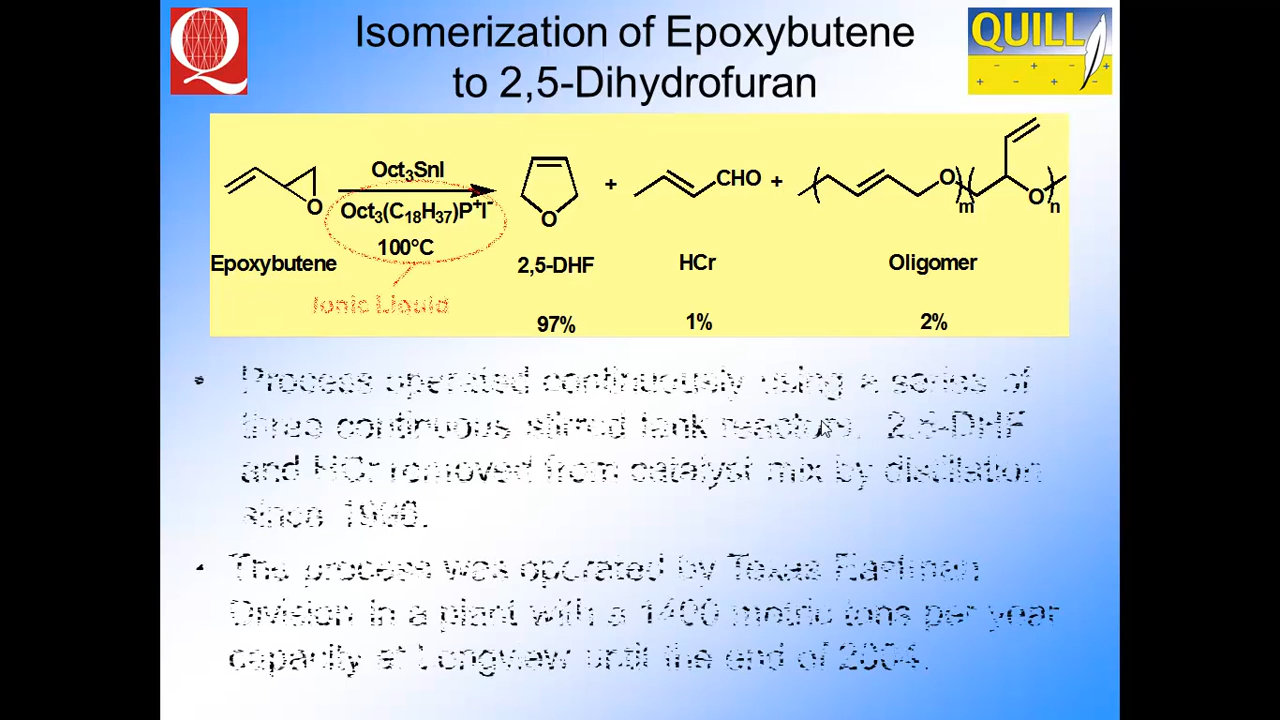 Isomerization of Epoxybutene
to 2,5-Dihydrofuran
Q
QUILL
Oct3SnI
Oct3(C18H37)P+I-
100°C
O
O
+
CHO
+
O
m
O
n
Epoxybutene
2,5-DHF
HCr
Oligomer
Ionic Liquid
97%
1%
2%
• Process operated continuously using a series of
three continuous stirred tank reactors. 2,5-DHF
and HCr removed from catalyst mix by distillation
since
• The process was operated by Texas Eastman
Division in a plant with a 1400 metric tons per year
capacity at Longview until the end of 2004.